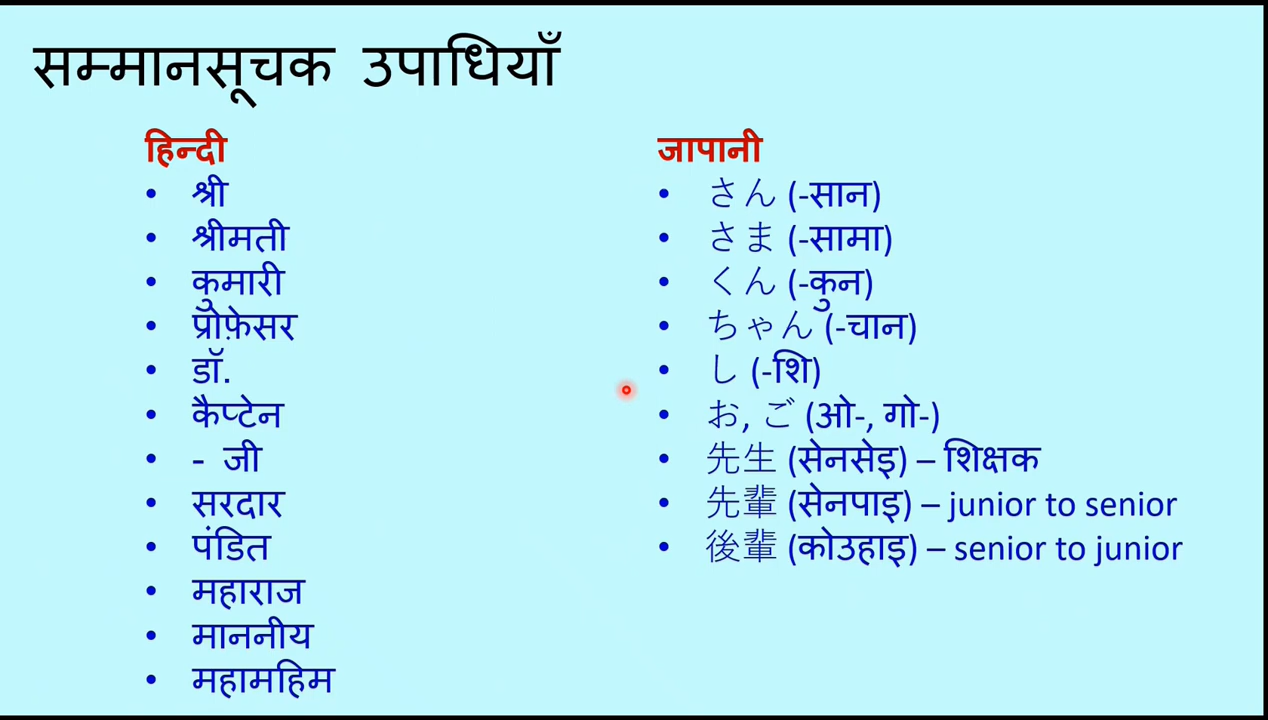 सम्मानसूचक उपाधियाँ
हिन्दी
• श्री
• श्रीमती
• कुमारी
• प्रोफ़ेसर
• डॉ.
• कैप्टेन
• - जी
• सरदार
• पंडित
• महाराज
• माननीय
• महामहिम
जापानी
• さん (-सान)
• さま (-सामा)
• くん (-कुन)
• ちゃん (-चान)
• し (-शि)
• お, ご (ओ-, गो-)
• 先生 (सेनसेइ) – शिक्षक
• 先輩 (सेनपाइ) – junior to senior
• 後輩 (कोउहाइ) – senior to junior